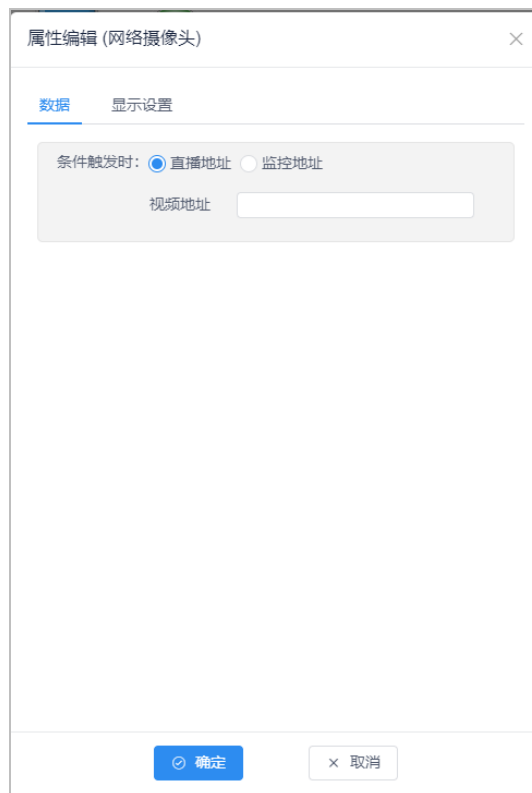 属性编辑 (网络摄像头)
数据 显示设置
条件触发时: 直播地址 监控地址
视频地址
确定 取消